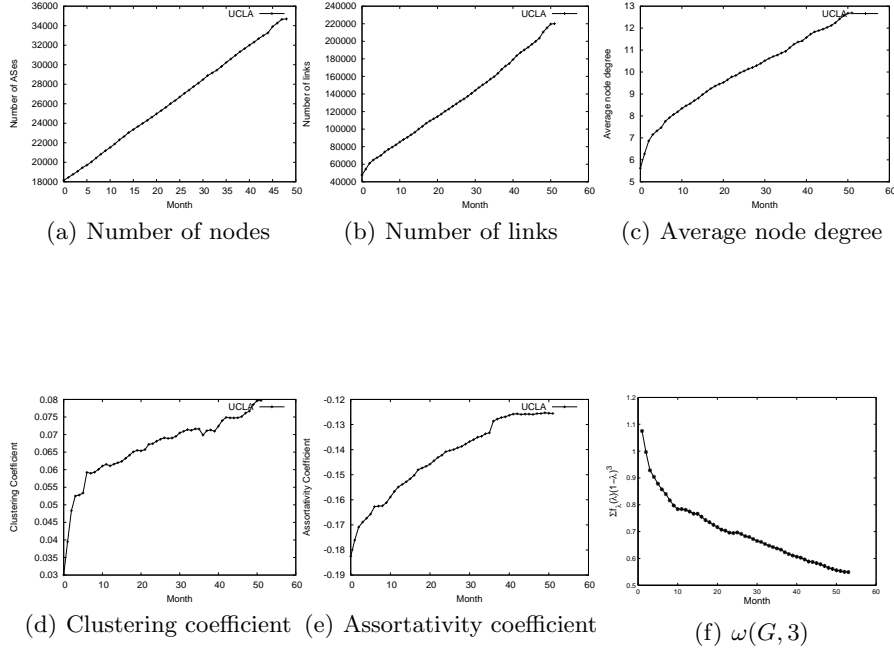 36000
34000
32000
30000
28000
26000
24000
22000
20000
18000
0 5 10 15 20 25 30 35 40 45 50
Number of ASes
Month
UCLA
(a) Number of nodes
220000
240000
200000
180000
160000
140000
120000
100000
80000
60000
40000
0 10 20 30 40 50 60
Number of links
Month
UCLA
(b) Number of links
13
12
11
10
9
8
7
6
5
0 10 20 30 40 50 60
Average node degree
Month
UCLA
(c) Average node degree
0.08
0.075
0.07
0.065
0.06
0.055
0.05
0.045
0.04
0.035
0.03
0 10 20 30 40 50 60
Clustering Coefficient
Month
UCLA
(d) Clustering coefficient
-0.12
-0.13
-0.14
-0.15
-0.16
-0.17
-0.18
-0.19
0 10 20 30 40 50 60
Assortativity Coefficient
Month
UCLA
(e) Assortativity coefficient
1.2
1.1
1
0.9
0.8
0.7
0.6
0.5
0 10 20 30 40 50 60
Σf_λ(λ)(1−λ)^3
Month
(f) ω(G, 3)